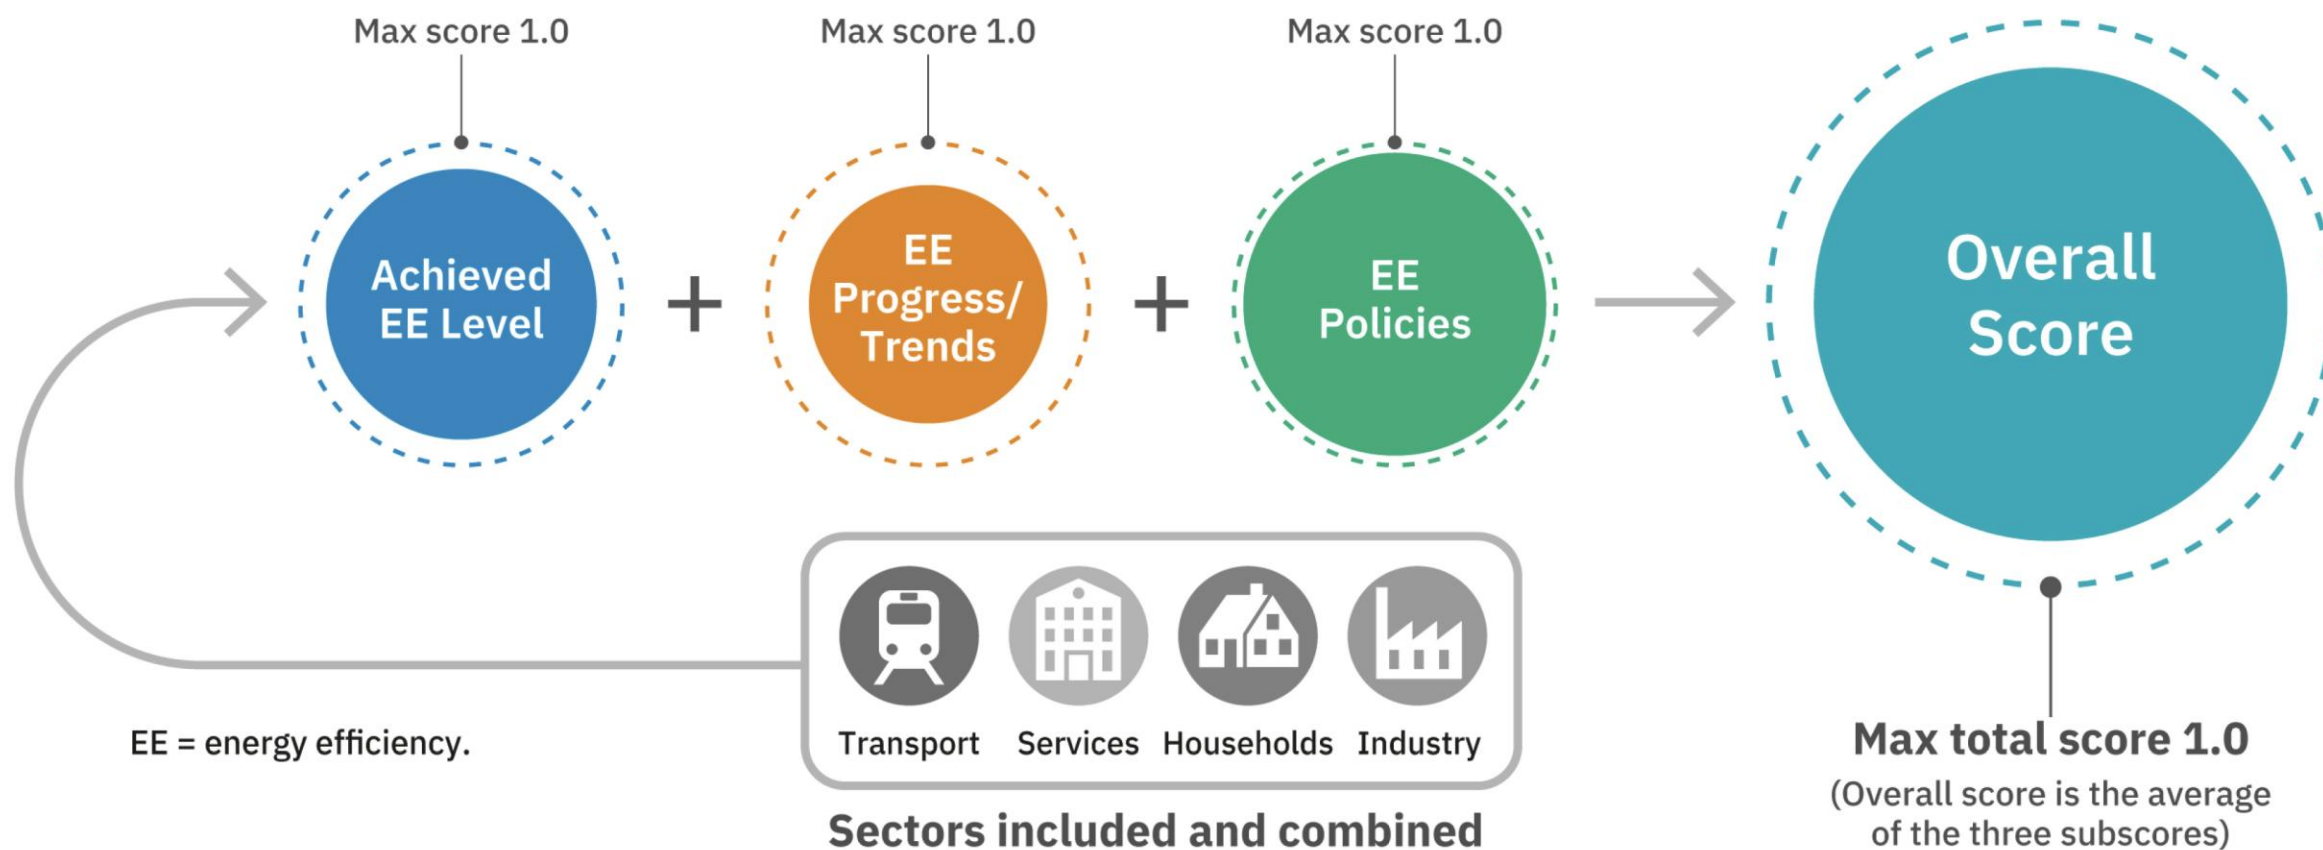 Max score 1.0
Max score 1.0
Max score 1.0
Achieved
EE Level
+
EE
Progress/
Trends
+
EE
Policies
Overall
Score
Transport
Services
Households
Industry
EE = energy efficiency.
Sectors included and combined
Max total score 1.0
(Overall score is the average
of the three subscores)